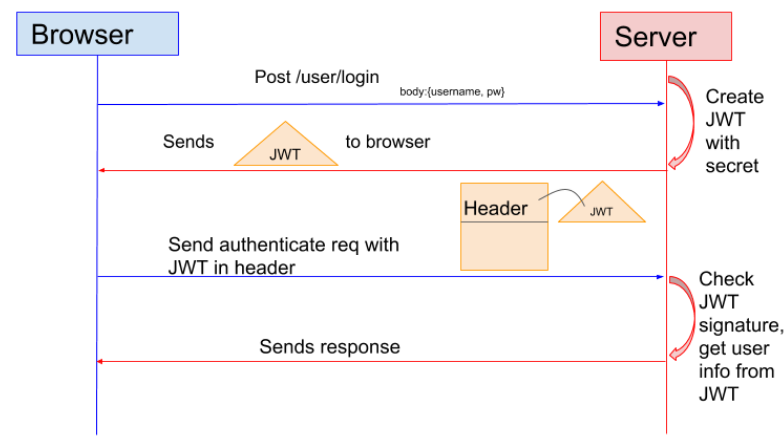 Browser
Server
Post /user/login
body:{username, pw}
Create
JWT
with
secret
Sends
JWT
to browser
Header
JWT
Send authenticate req with
JWT in header
Check
JWT
signature,
get user
info from
JWT
Sends response